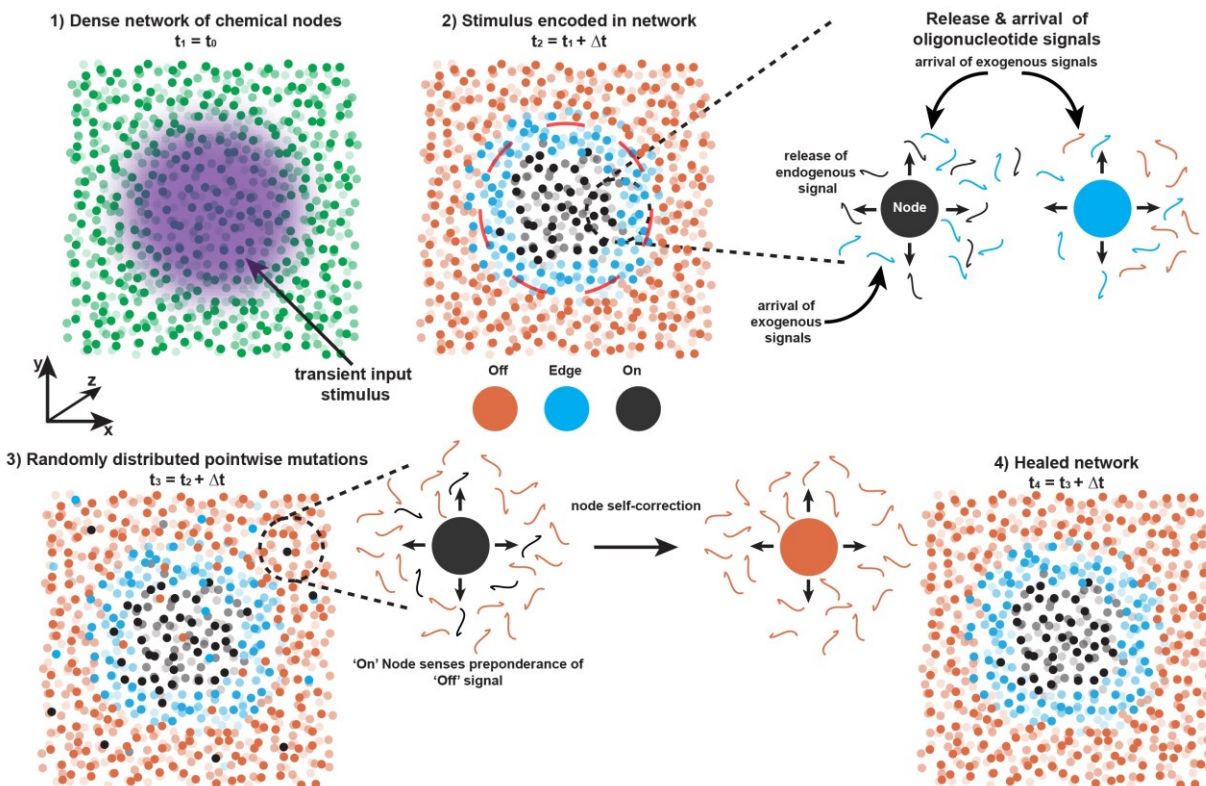 1) Dense network of chemical nodes
t₁ = t₀
2) Stimulus encoded in network
t₂ = t₁ + Δt
Release & arrival of
oligonucleotide signals
arrival of exogenous signals
release of
endogenous
signal
Node
arrival of
exogenous
signals
transient input
stimulus
y
z
x
Off
Edge
On
3) Randomly distributed pointwise mutations
t₃ = t₂ + Δt
node self-correction
4) Healed network
t₄ = t₃ + Δt
‘On’ Node senses preponderance of
‘Off’ signal